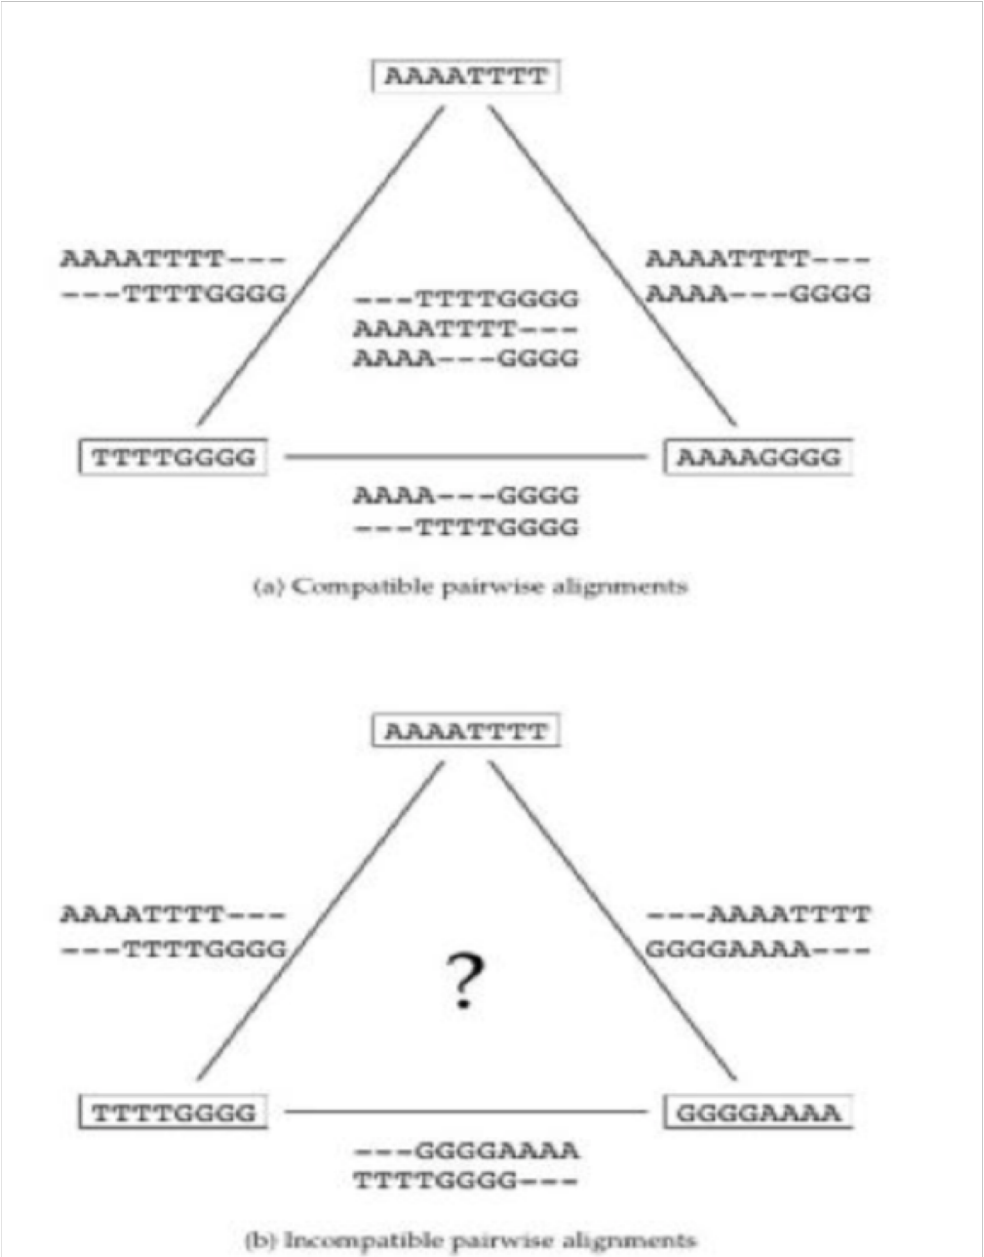 AAAATTTT
AAAATTTT---
---TTTTGGGG
AAAATTTT---
AAAA---GGGG
---TTTTGGGG
AAAATTTT---
AAAA---GGGG
TTTTGGGG
AAAAGGGG
AAAA---GGGG
---TTTTGGGG
(a) Compatible pairwise alignments
AAAATTTT
AAAATTTT---
---TTTTGGGG
---AAAATTTT
GGGGAAAA---
?
TTTTGGGG
GGGGAAAA
---GGGGAAAA
TTTTGGGG---
(b) Incompatible pairwise alignments